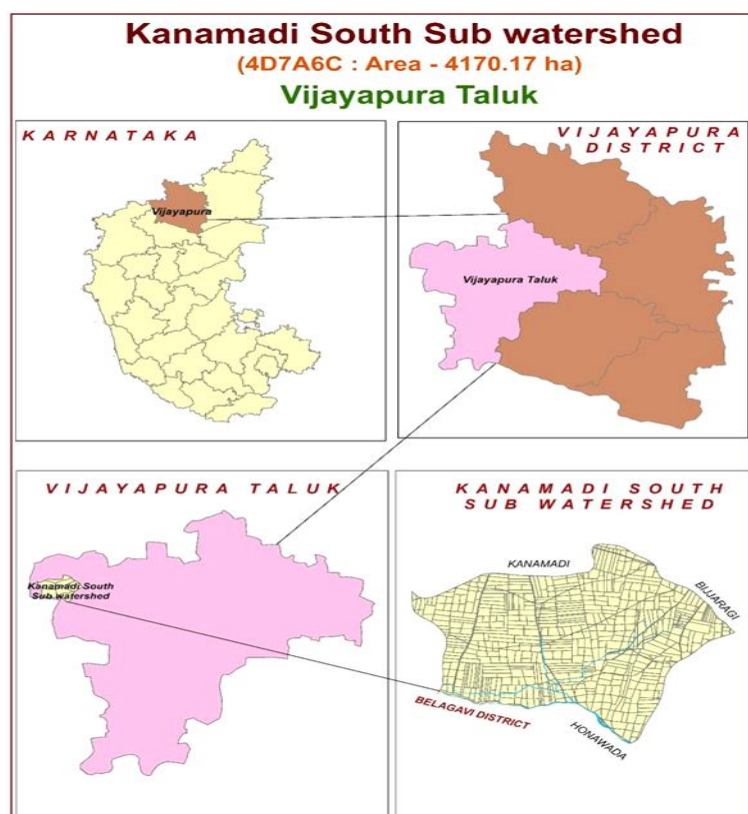 Kanamadi South Sub watershed
(4D7A6C : Area - 4170.17 ha)
Vijayapura Taluk
KARNATAKA
Vijayapura
VIJAYAPURA
DISTRICT
Vijayapura Taluk
VIJAYAPURA TALUK
Kanamadi South
Sub watershed
KANAMADI SOUTH
SUB WATERSHED
KANAMADI
BIJJARAGI
BELAGAVI DISTRICT
HONAWADA